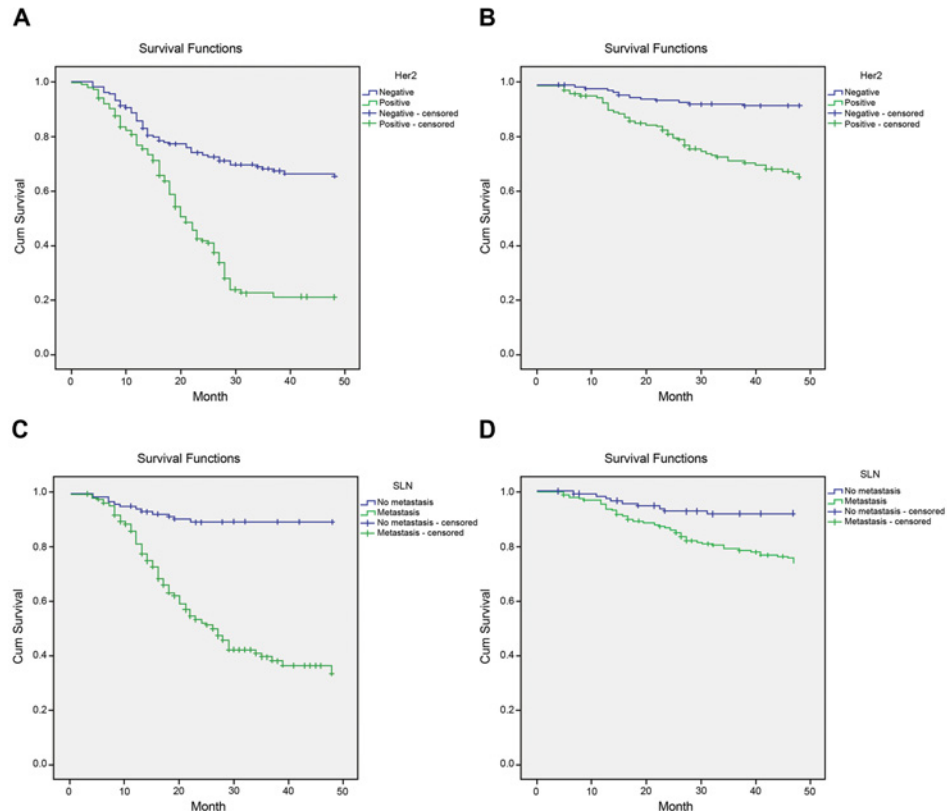 A
Survival Functions
Her2
Negative
Positive
Negative - censored
Positive - censored
1.0
0.8
0.6
0.4
0.2
0.0
Cum Survival
0
10
20
30
40
50
Month
B
Survival Functions
Her2
Negative
Positive
Negative - censored
Positive - censored
1.0
0.8
0.6
0.4
0.2
0.0
Cum Survival
0
10
20
30
40
50
Month
C
Survival Functions
SLN
No metastasis
Metastasis
No metastasis - censored
Metastasis - censored
1.0
0.8
0.6
0.4
0.2
0.0
Cum Survival
0
10
20
30
40
50
Month
D
Survival Functions
SLN
No metastasis
Metastasis
No metastasis - censored
Metastasis - censored
1.0
0.8
0.6
0.4
0.2
0.0
Cum Survival
0
10
20
30
40
50
Month